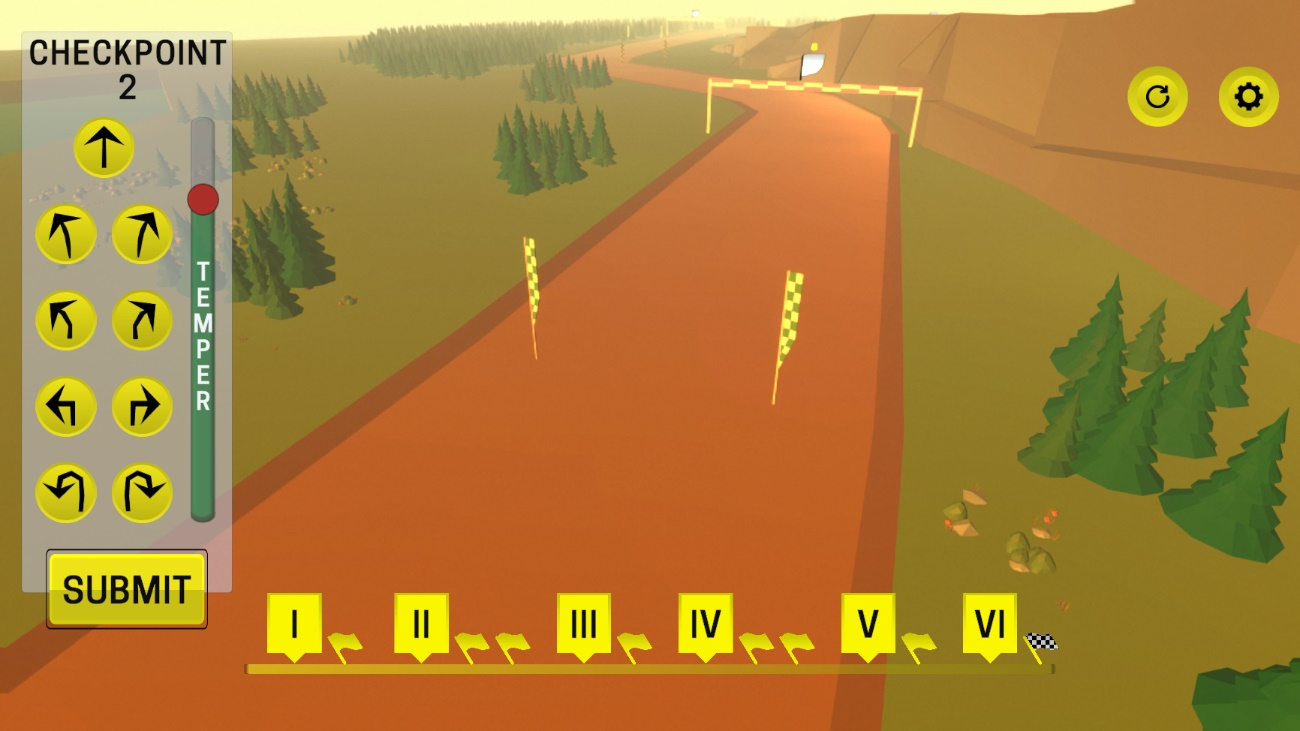 CHECKPOINT
2
TEMPER
SUBMIT
I II III IV V VI